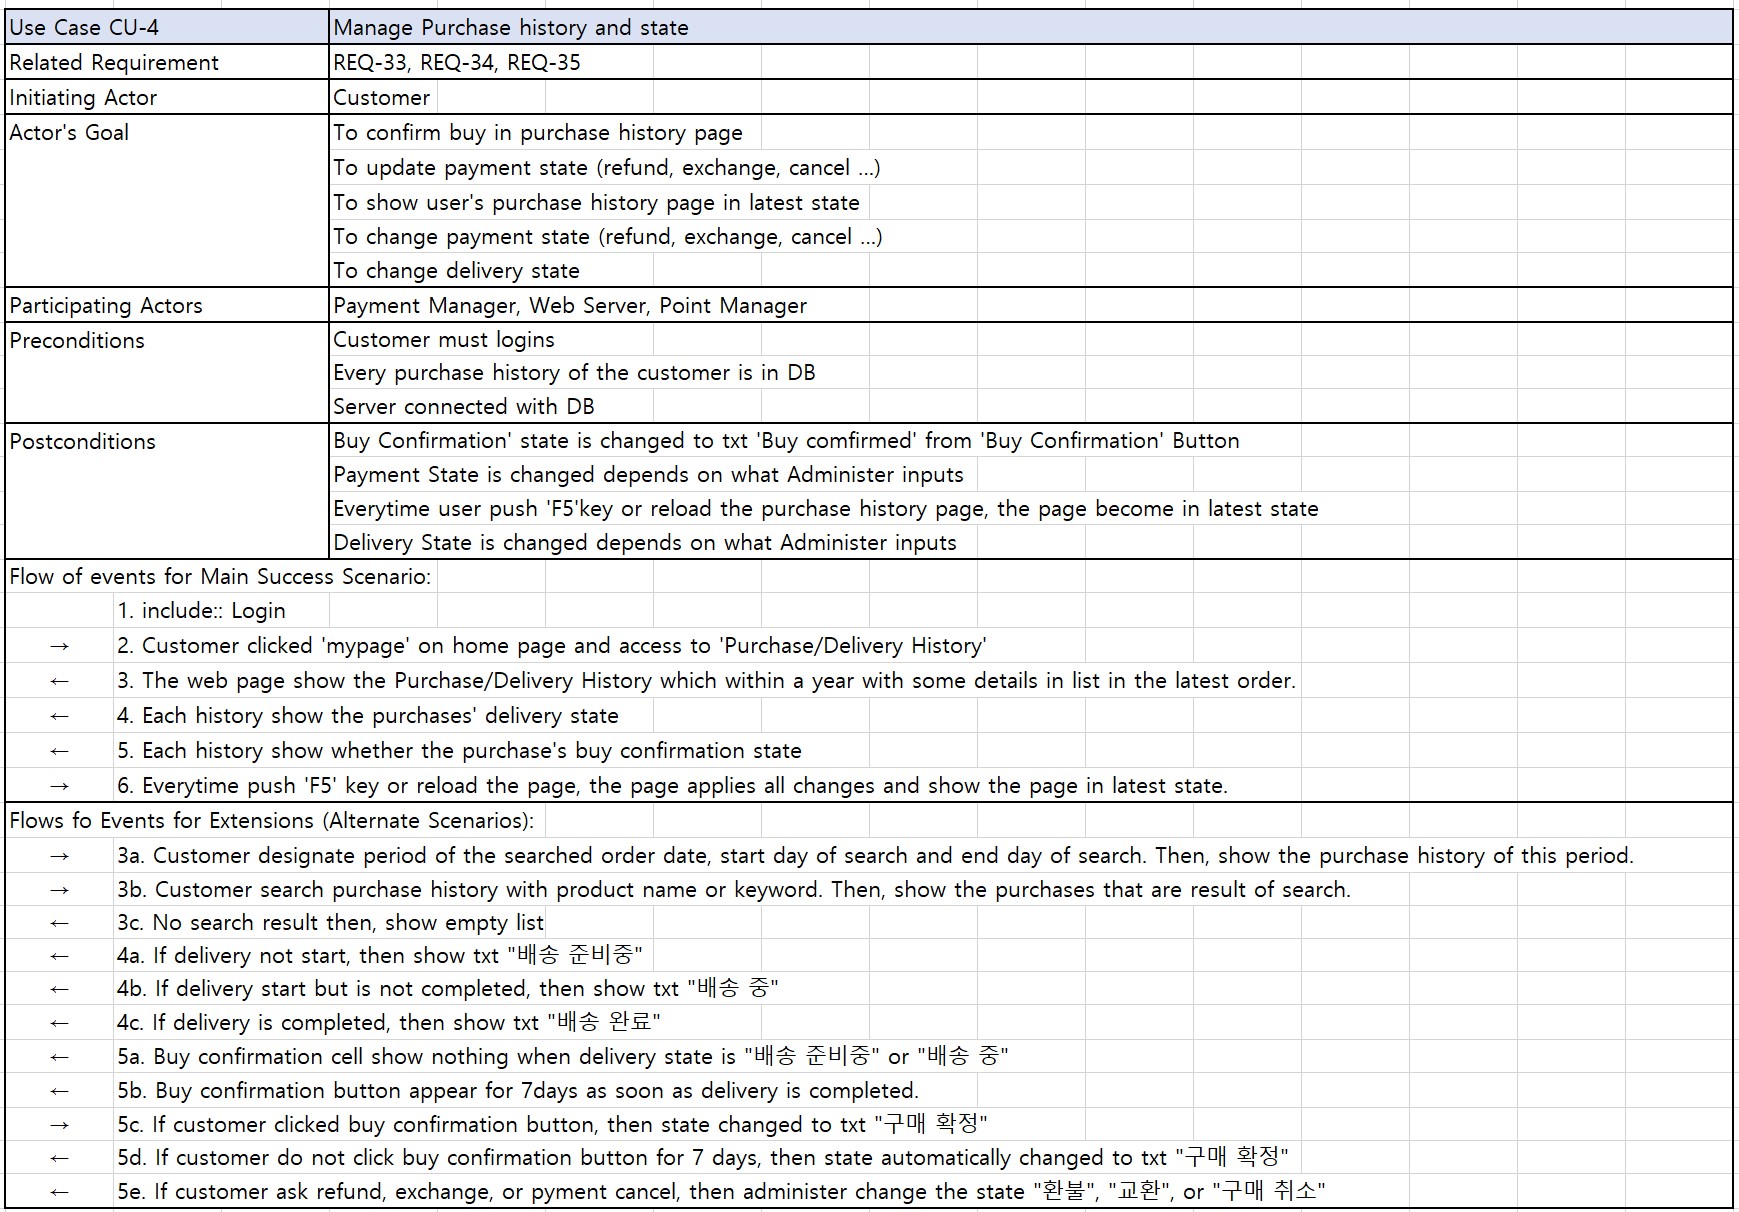 Use Case CU-4 Manage Purchase history and state
Related Requirement REQ-33, REQ-34, REQ-35
Initiating Actor Customer
Actor's Goal To confirm buy in purchase history page
To update payment state (refund, exchange, cancel ...)
To show user's purchase history page in latest state
To change payment state (refund, exchange, cancel ...)
To change delivery state
Participating Actors Payment Manager, Web Server, Point Manager
Preconditions Customer must logins
Every purchase history of the customer is in DB
Server connected with DB
Postconditions Buy Confirmation' state is changed to txt 'Buy comfirmed' from 'Buy Confirmation' Button
Payment State is changed depends on what Administer inputs
Everytime user push 'F5'key or reload the purchase history page, the page become in latest state
Delivery State is changed depends on what Administer inputs
Flow of events for Main Success Scenario:
1. include:: Login
→ 2. Customer clicked 'mypage' on home page and access to 'Purchase/Delivery History'
← 3. The web page show the Purchase/Delivery History which within a year with some details in list in the latest order.
← 4. Each history show the purchases' delivery state
← 5. Each history show whether the purchase's buy confirmation state
→ 6. Everytime push 'F5' key or reload the page, the page applies all changes and show the page in latest state.
Flows fo Events for Extensions (Alternate Scenarios):
→ 3a. Customer designate period of the searched order date, start day of search and end day of search. Then, show the purchase history of this period.
→ 3b. Customer search purchase history with product name or keyword. Then, show the purchases that are result of search.
← 3c. No search result then, show empty list
← 4a. If delivery not start, then show txt "배송 준비중"
← 4b. If delivery start but is not completed, then show txt "배송 중"
← 4c. If delivery is completed, then show txt "배송 완료"
← 5a. Buy confirmation cell show nothing when delivery state is "배송 준비중" or "배송 중"
← 5b. Buy confirmation button appear for 7days as soon as delivery is completed.
→ 5c. If customer clicked buy confirmation button, then state changed to txt "구매 확정"
← 5d. If customer do not click buy confirmation button for 7 days, then state automatically changed to txt "구매 확정"
← 5e. If customer ask refund, exchange, or pyment cancel, then administer change the state "환불", "교환", or "구매 취소"